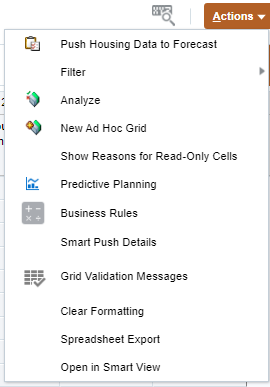 Actions
Push Housing Data to Forecast
Filter
Analyze
New Ad Hoc Grid
Show Reasons for Read-Only Cells
Predictive Planning
Business Rules
Smart Push Details
Grid Validation Messages
Clear Formatting
Spreadsheet Export
Open in Smart View